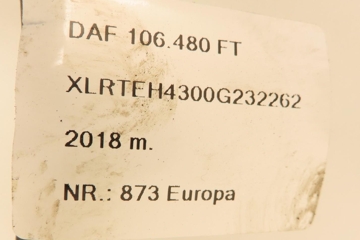 DAF 106.480 FT
XLRTEH4300G232262
2018 m.
NR.: 873 Europa